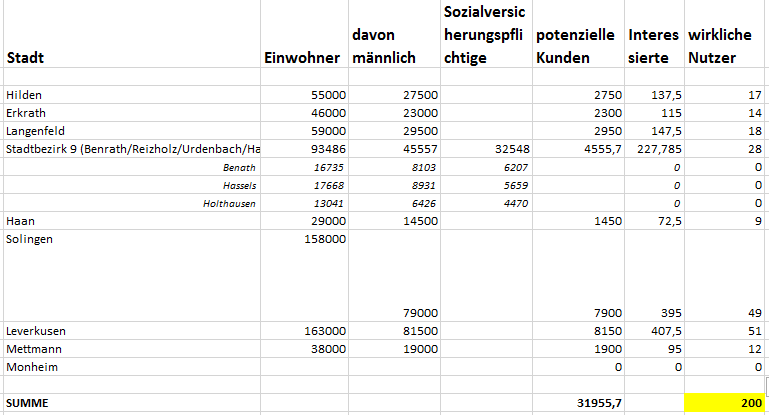 Stadt Einwohner davon männlich Sozialversicherungspflichtige potenzielle Kunden Interessierte wirkliche Nutzer
Hilden 55000 27500 2750 137,5 17
Erkrath 46000 23000 2300 115 14
Langenfeld 59000 29500 2950 147,5 18
Stadtbezirk 9 (Benrath/Reizholz/Urdenbach/Ha 93486 45557 32548 4555,7 227,785 28
Benath 16735 8103 6207 0 0
Hassels 17668 8931 5659 0 0
Holthausen 13041 6426 4470 0 0
Haan 29000 14500 1450 72,5 9
Solingen 158000 79000 7900 395 49
Leverkusen 163000 81500 8150 407,5 51
Mettmann 38000 19000 1900 95 12
Monheim 0 0 0
SUMME 31955,7 200